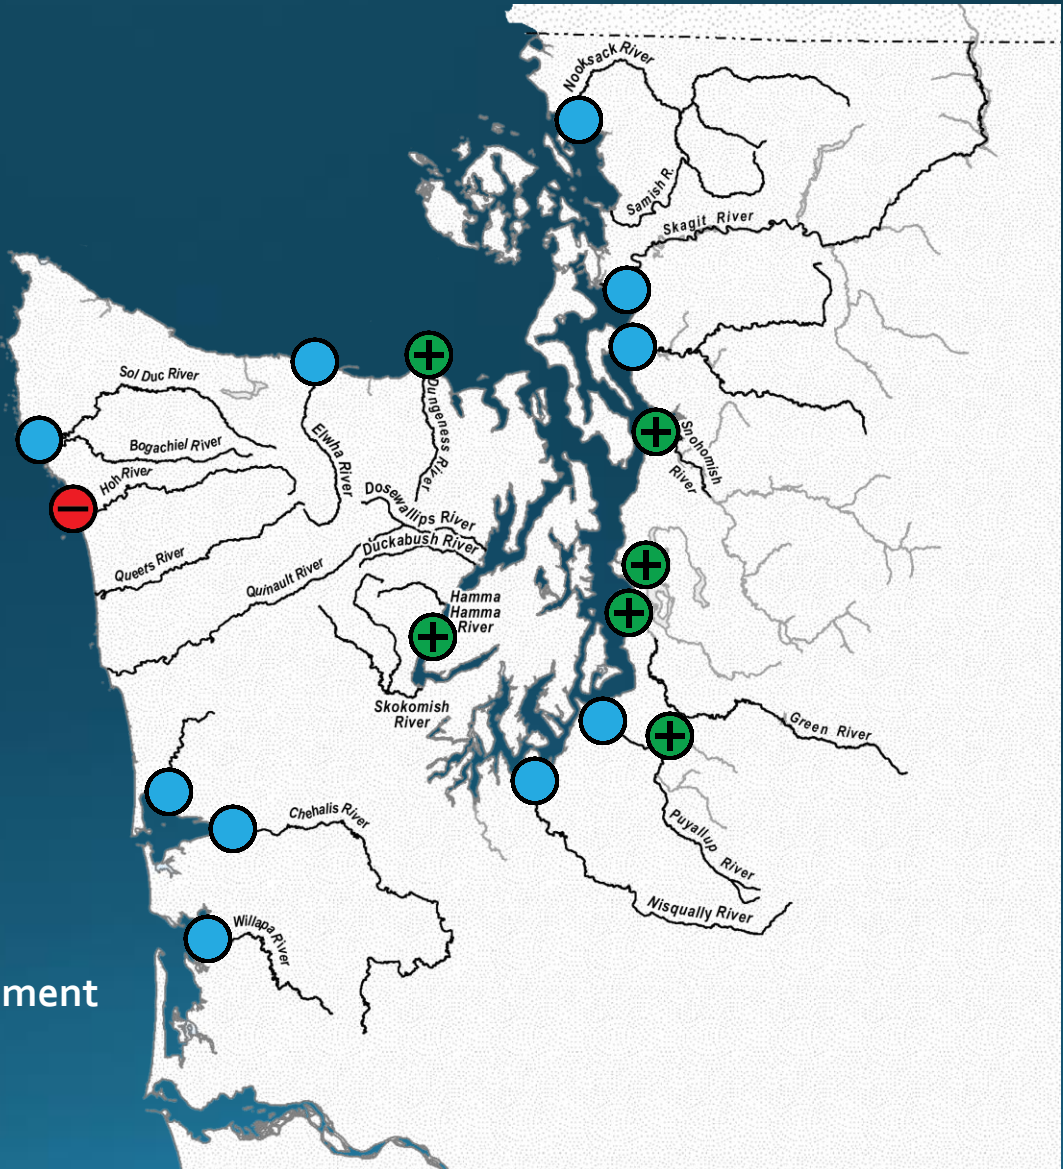 Nooksack River
Samish R.
Skagit River
Sol Duc River
Bogachiel River
Hoh River
Elwha River
Dungeness River
Snohomish
River
Dosewallips River
Duckabush River
Queets River
Quinault River
Hamma
Hamma
River
Skokomish
River
Green River
Chehalis River
Puyallup
River
Nisqually River
Willapa River
ment